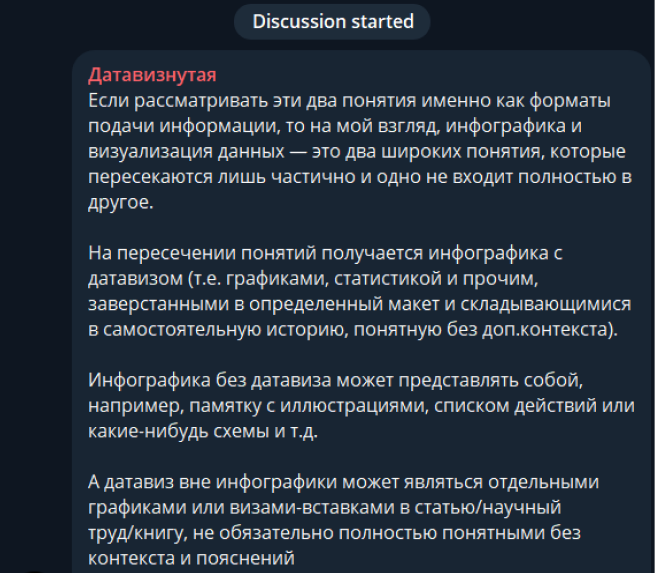 Discussion started
Датавизнутая
Если рассматривать эти два понятия именно как форматы
подачи информации, то на мой взгляд, инфографика и
визуализация данных — это два широких понятия, которые
пересекаются лишь частично и одно не входит полностью в
другое.
На пересечении понятий получается инфографика с
датавизом (т.е. графиками, статистикой и прочим,
заверстанными в определенный макет и складывающимися
в самостоятельную историю, понятную без доп.контекста).
Инфографика без датавиза может представлять собой,
например, памятку с иллюстрациями, списком действий или
какие-нибудь схемы и т.д.
А датавиз вне инфографики может являться отдельными
графиками или визами-вставками в статью/научный
труд/книгу, не обязательно полностью понятными без
контекста и пояснений